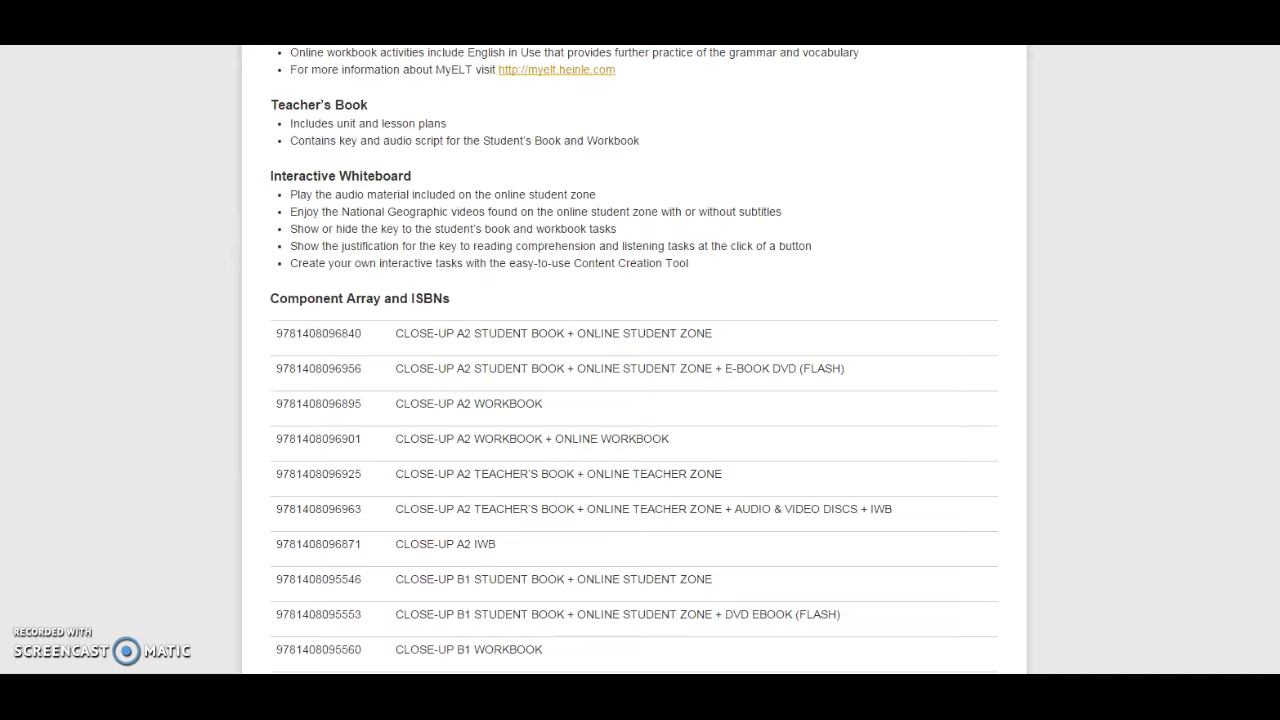 Online workbook activities include English in Use that provides further practice of the grammar and vocabulary
For more information about MyELT visit http://myelt.heinle.com
Teacher's Book
Includes unit and lesson plans
Contains key and audio script for the Student's Book and Workbook
Interactive Whiteboard
Play the audio material included on the online student zone
Enjoy the National Geographic videos found on the online student zone with or without subtitles
Show or hide the key to the student's book and workbook tasks
Show the justification for the key to reading comprehension and listening tasks at the click of a button
Create your own interactive tasks with the easy-to-use Content Creation Tool
Component Array and ISBNs
9781408096840 CLOSE-UP A2 STUDENT BOOK + ONLINE STUDENT ZONE
9781408096956 CLOSE-UP A2 STUDENT BOOK + ONLINE STUDENT ZONE + E-BOOK DVD (FLASH)
9781408096895 CLOSE-UP A2 WORKBOOK
9781408096901 CLOSE-UP A2 WORKBOOK + ONLINE WORKBOOK
9781408096925 CLOSE-UP A2 TEACHER'S BOOK + ONLINE TEACHER ZONE
9781408096963 CLOSE-UP A2 TEACHER'S BOOK + ONLINE TEACHER ZONE + AUDIO & VIDEO DISCS + IWB
9781408096871 CLOSE-UP A2 IWB
9781408095546 CLOSE-UP B1 STUDENT BOOK + ONLINE STUDENT ZONE
9781408095553 CLOSE-UP B1 STUDENT BOOK + ONLINE STUDENT ZONE + DVD EBOOK (FLASH)
9781408095560 CLOSE-UP B1 WORKBOOK
RECORDED WITH
SCREENCAST MATIC